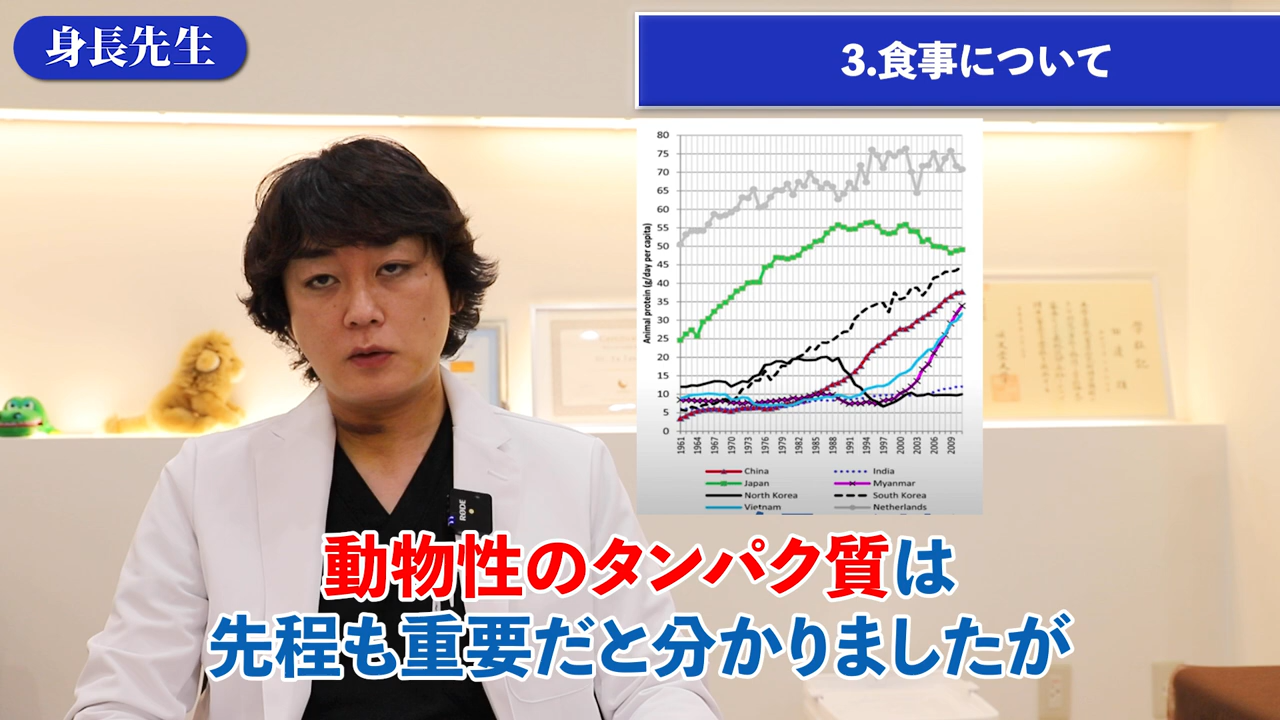 身長先生
3.食事について
80
75
70
65
60
55
50
45
40
35
30
25
20
15
10
5
0
Animal protein (g/day per capita)
1961 1964 1967 1970 1973 1976 1979 1982 1985 1988 1991 1994 1997 2000 2003 2006 2009
China India
Japan Myanmar
North Korea South Korea
Vietnam Netherlands
RØDE
動物性のタンパク質は
先程も重要だと分かりましたが